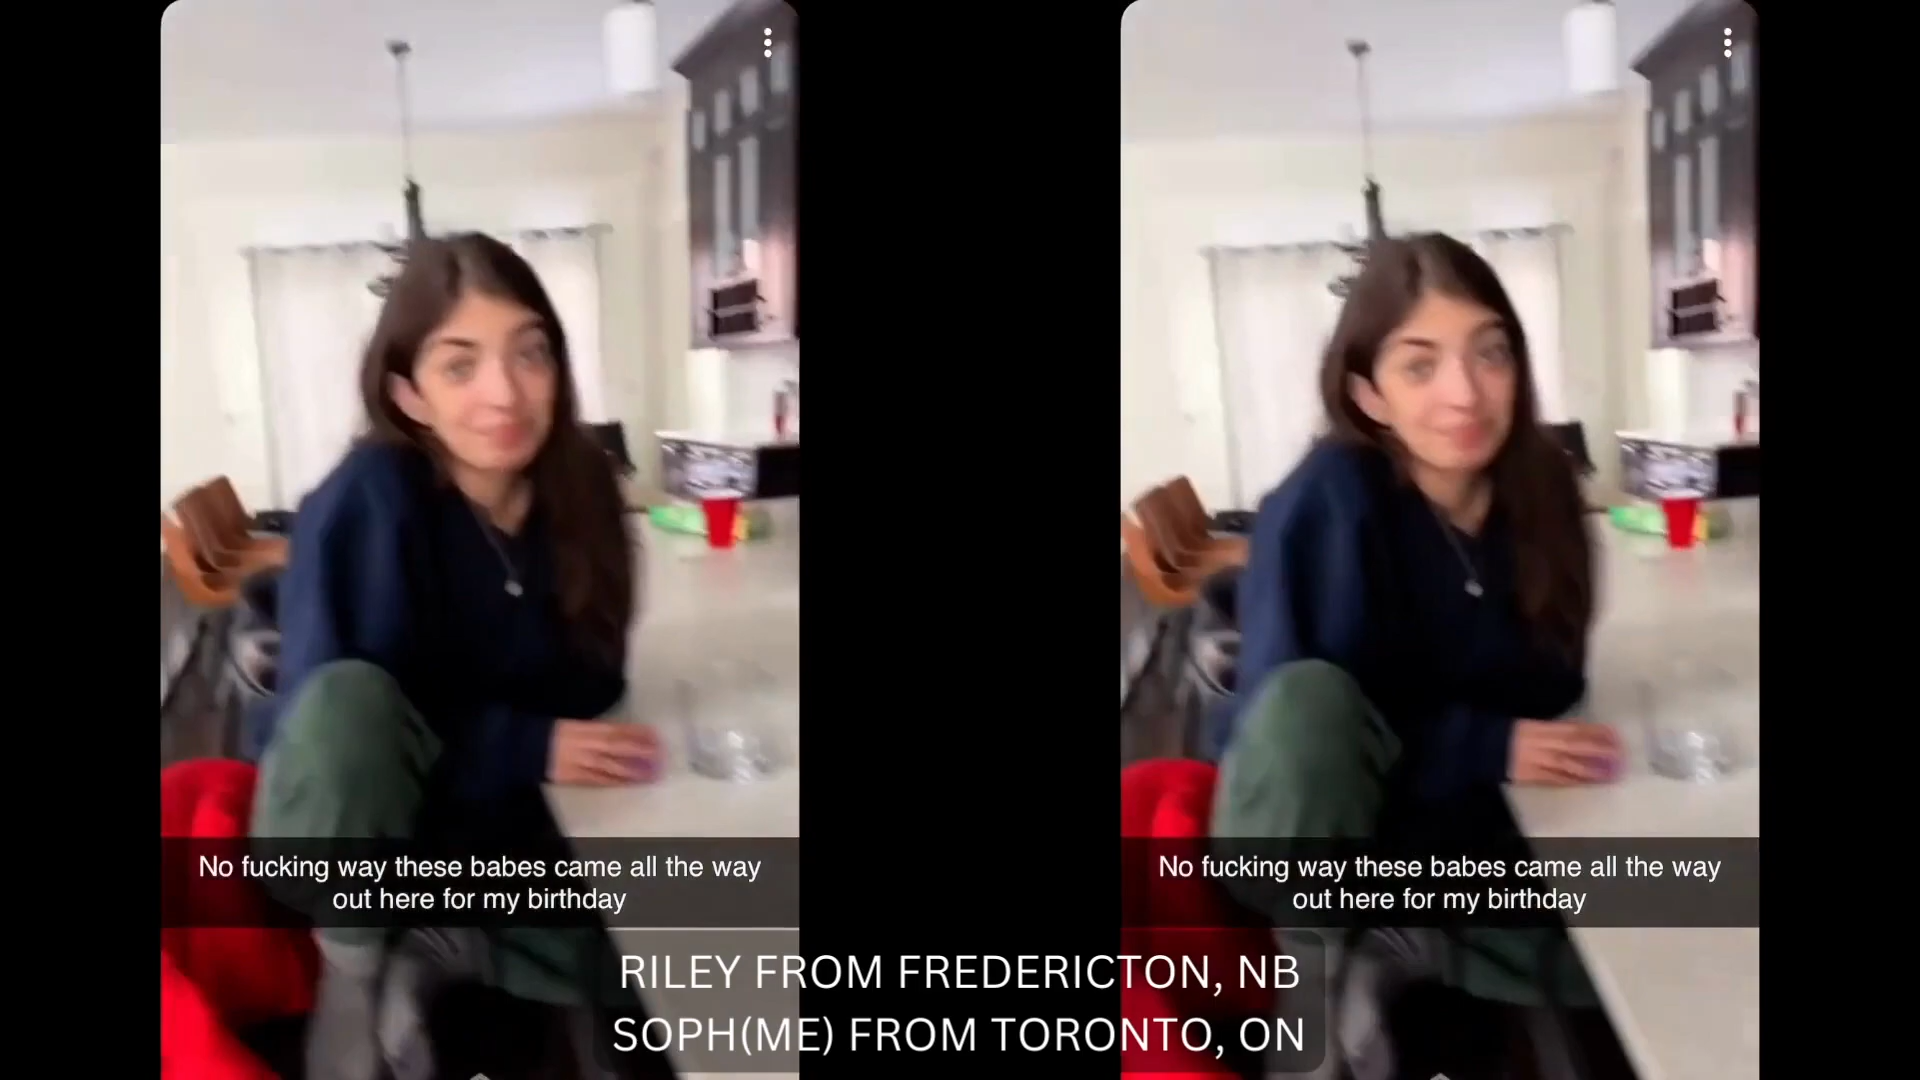 No fucking way these babes came all the way
out here for my birthday
No fucking way these babes came all the way
out here for my birthday
RILEY FROM FREDERICTON, NB
SOPH(ME) FROM TORONTO, ON